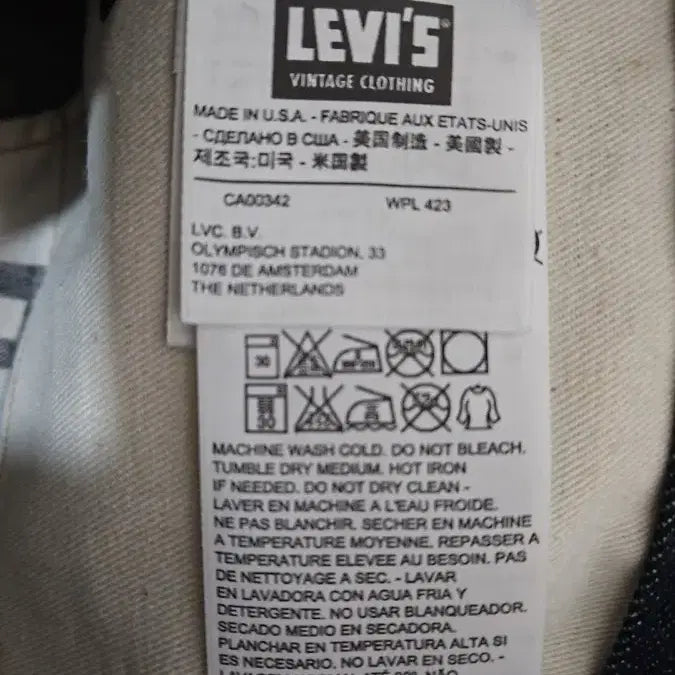 LEVI'S®
VINTAGE CLOTHING
MADE IN U.S.A. - FABRIQUE AUX ETATS-UNIS
- СДЕЛАНО В США - 美国制造 - 美國製 -
제조국:미국 - 米国製
CA00342 WPL 423
LVC. B.V.
OLYMPISCH STADION. 33
1076 DE AMSTERDAM
THE NETHERLANDS
30
30
MACHINE WASH COLD. DO NOT BLEACH.
TUMBLE DRY MEDIUM. HOT IRON
IF NEEDED. DO NOT DRY CLEAN -
LAVER EN MACHINE A L'EAU FROIDE.
NE PAS BLANCHIR. SECHER EN MACHINE
A TEMPERATURE MOYENNE. REPASSER A
TEMPERATURE ELEVEE AU BESOIN. PAS
DE NETTOYAGE A SEC. - LAVAR
EN LAVADORA CON AGUA FRIA Y
DETERGENTE. NO USAR BLANQUEADOR.
SECADO MEDIO EN SECADORA.
PLANCHAR EN TEMPERATURA ALTA SI
ES NECESARIO. NO LAVAR EN SECO. -